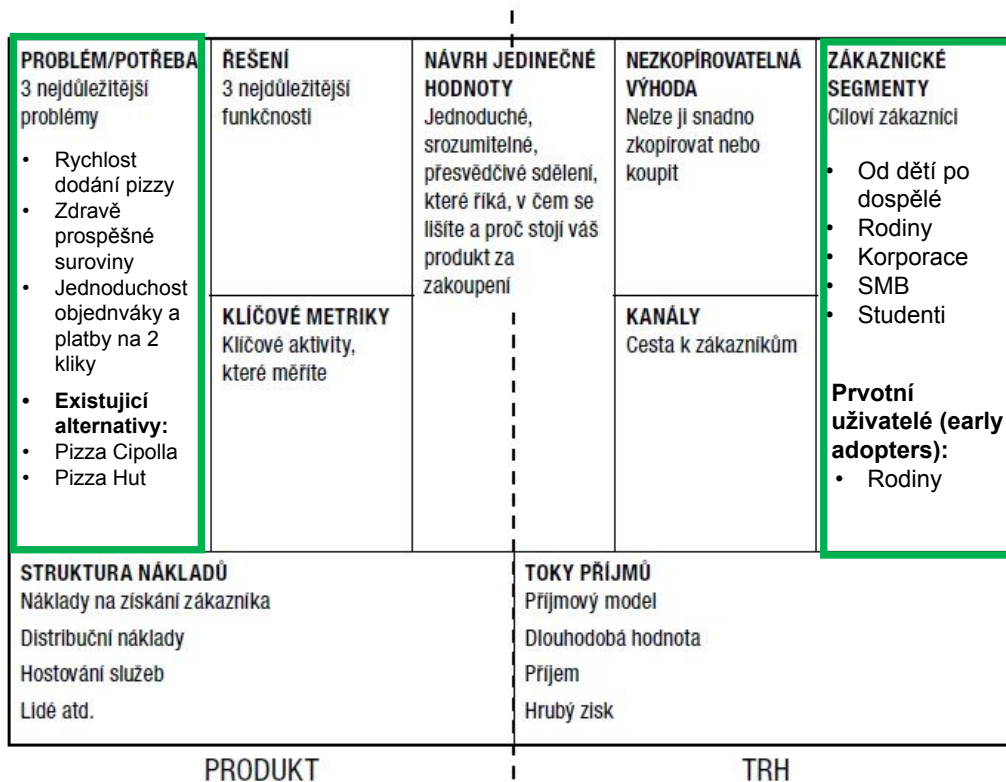 PROBLÉM/POTŘEBA
3 nejdůležitější
problémy
• Rychlost
dodání pizzy
• Zdravě
prospěšné
suroviny
• Jednoduchost
objednváky a
platby na 2
kliky
• Existujicí
alternativy:
• Pizza Cipolla
• Pizza Hut
ŘEŠENÍ
3 nejdůležitější
funkčnosti
KLÍČOVÉ METRIKY
Klíčové aktivity,
které měříte
NÁVRH JEDINEČNÉ
HODNOTY
Jednoduché,
srozumitelné,
přesvědčivé sdělení,
které říká, v čem se
lišíte a proč stojí váš
produkt za
zakoupení
NEZKOPÍROVATELNÁ
VÝHODA
Nelze ji snadno
zkopírovat nebo
koupit
KANÁLY
Cesta k zákazníkům
ZÁKAZNICKÉ
SEGMENTY
Cíloví zákazníci
• Od dětí po
dospělé
• Rodiny
• Korporace
• SMB
• Studenti
Prvotní
uživatelé (early
adopters):
• Rodiny
STRUKTURA NÁKLADŮ
Náklady na získání zákazníka
Distribuční náklady
Hostování služeb
Lidé atd.
TOKY PŘÍJMŮ
Příjmový model
Dlouhodobá hodnota
Příjem
Hrubý zisk
PRODUKT
TRH